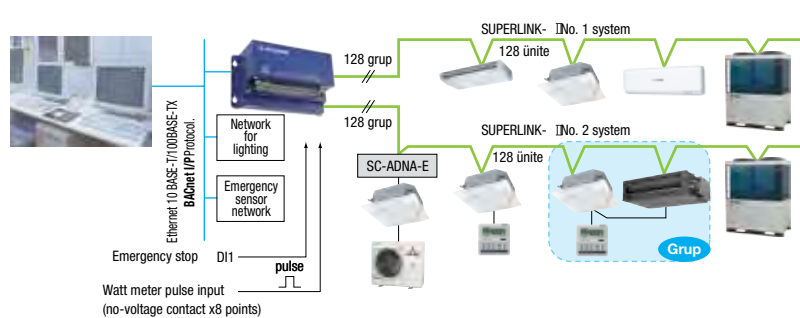 SUPERLINK- ⅡNo. 1 system
128 grup
128 ünite
128 grup
SUPERLINK- ⅡNo. 2 system
128 ünite
Ethernet 10 BASE-T/100BASE-TX
BACnet I/PProtocol.
Network
for
lighting
SC-ADNA-E
Emergency
sensor
network
Grup
Emergency stop DI1
pulse
Watt meter pulse input
(no-voltage contact x8 points)